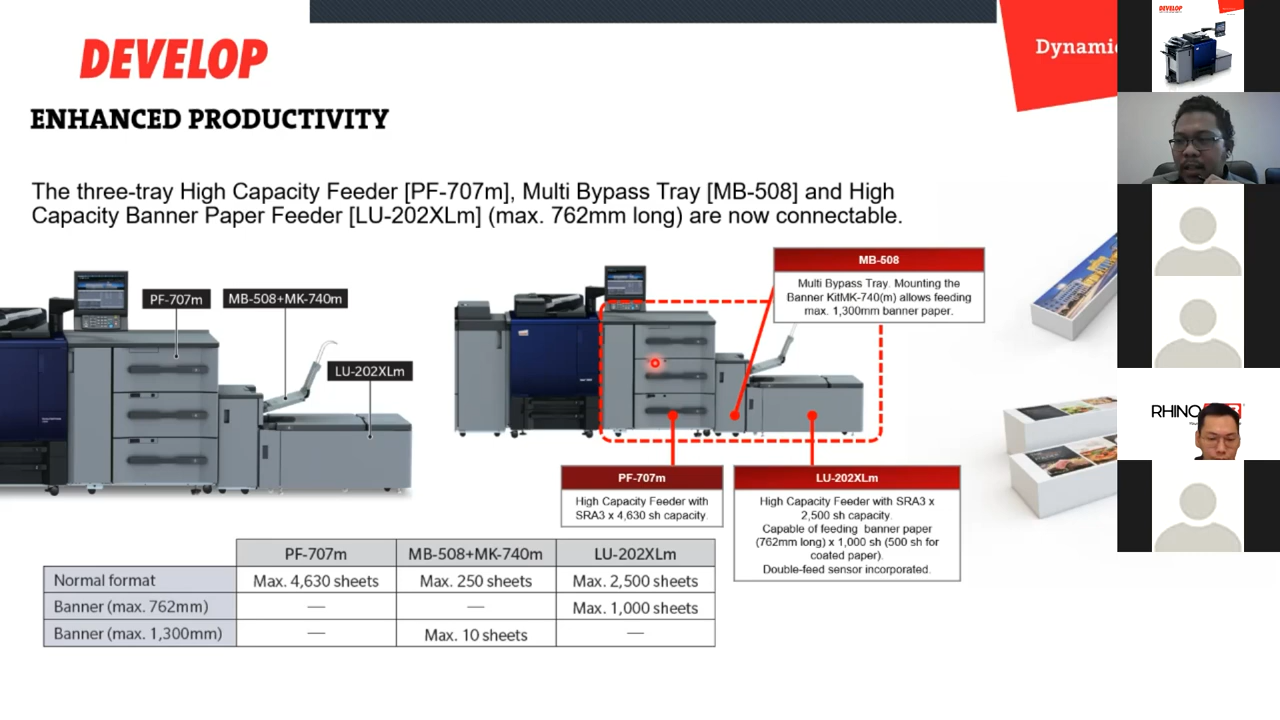 DEVELOP
Dynamic
ENHANCED PRODUCTIVITY
The three-tray High Capacity Feeder [PF-707m], Multi Bypass Tray [MB-508] and High
Capacity Banner Paper Feeder [LU-202XLm] (max. 762mm long) are now connectable.
PF-707m
MB-508+MK-740m
LU-202XLm
MB-508
Multi Bypass Tray. Mounting the
Banner KitMK-740(m) allows feeding
max. 1,300mm banner paper.
PF-707m
High Capacity Feeder with
SRA3 x 4,630 sh capacity.
LU-202XLm
High Capacity Feeder with SRA3 x
2,500 sh capacity.
Capable of feeding banner paper
(762mm long) x 1,000 sh (500 sh for
coated paper).
Double-feed sensor incorporated.
PF-707m MB-508+MK-740m LU-202XLm
Normal format Max. 4,630 sheets Max. 250 sheets Max. 2,500 sheets
Banner (max. 762mm) — — Max. 1,000 sheets
Banner (max. 1,300mm) — Max. 10 sheets —
DEVELOP
RHINO